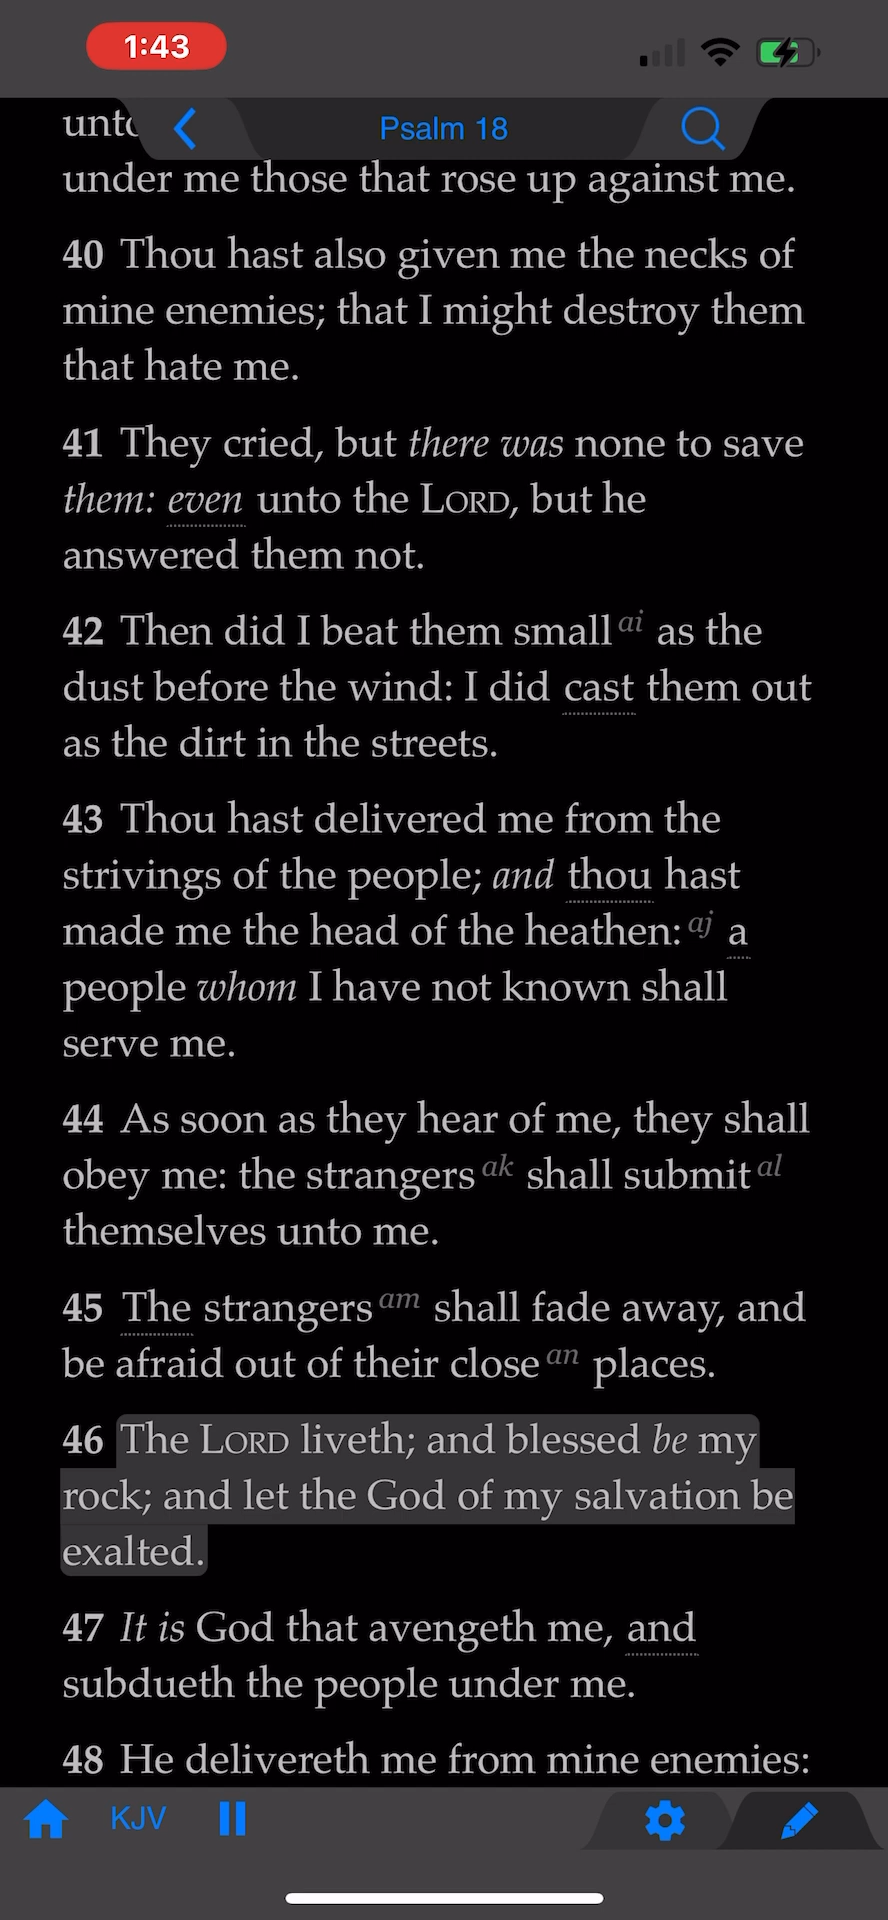 1:43
Psalm 18
under me those that rose up against me.
40 Thou hast also given me the necks of
mine enemies; that I might destroy them
that hate me.
41 They cried, but there was none to save
them: even unto the LORD, but he
answered them not.
42 Then did I beat them small ai as the
dust before the wind: I did cast them out
as the dirt in the streets.
43 Thou hast delivered me from the
strivings of the people; and thou hast
made me the head of the heathen: aj a
people whom I have not known shall
serve me.
44 As soon as they hear of me, they shall
obey me: the strangers ak shall submit al
themselves unto me.
45 The strangers am shall fade away, and
be afraid out of their close an places.
46 The LORD liveth; and blessed be my
rock; and let the God of my salvation be
exalted.
47 It is God that avengeth me, and
subdueth the people under me.
48 He delivereth me from mine enemies:
KJV